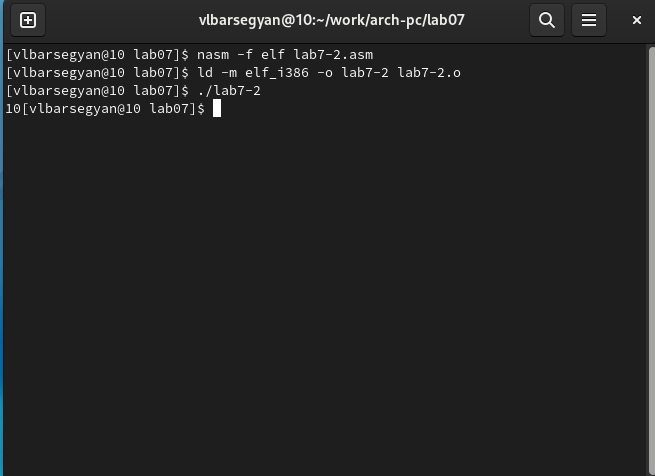 vlbarsegyan@10:~/work/arch-pc/lab07
[vlbarsegyan@10 lab07]$ nasm -f elf lab7-2.asm
[vlbarsegyan@10 lab07]$ ld -m elf_i386 -o lab7-2 lab7-2.o
[vlbarsegyan@10 lab07]$ ./lab7-2
10[vlbarsegyan@10 lab07]$